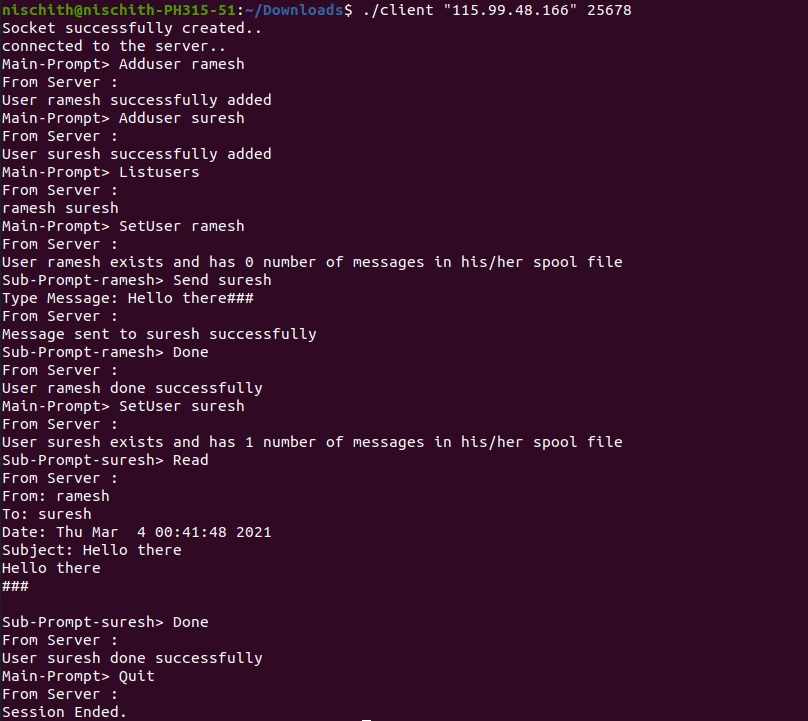 nischith@nischith-PH315-51:~/Downloads$ ./client "115.99.48.166" 25678
Socket successfully created..
connected to the server..
Main-Prompt> Adduser ramesh
From Server :
User ramesh successfully added
Main-Prompt> Adduser suresh
From Server :
User suresh successfully added
Main-Prompt> Listusers
From Server :
ramesh suresh
Main-Prompt> SetUser ramesh
From Server :
User ramesh exists and has 0 number of messages in his/her spool file
Sub-Prompt-ramesh> Send suresh
Type Message: Hello there###
From Server :
Message sent to suresh successfully
Sub-Prompt-ramesh> Done
From Server :
User ramesh done successfully
Main-Prompt> SetUser suresh
From Server :
User suresh exists and has 1 number of messages in his/her spool file
Sub-Prompt-suresh> Read
From Server :
From: ramesh
To: suresh
Date: Thu Mar  4 00:41:48 2021
Subject: Hello there
Hello there
###

Sub-Prompt-suresh> Done
From Server :
User suresh done successfully
Main-Prompt> Quit
From Server :
Session Ended.